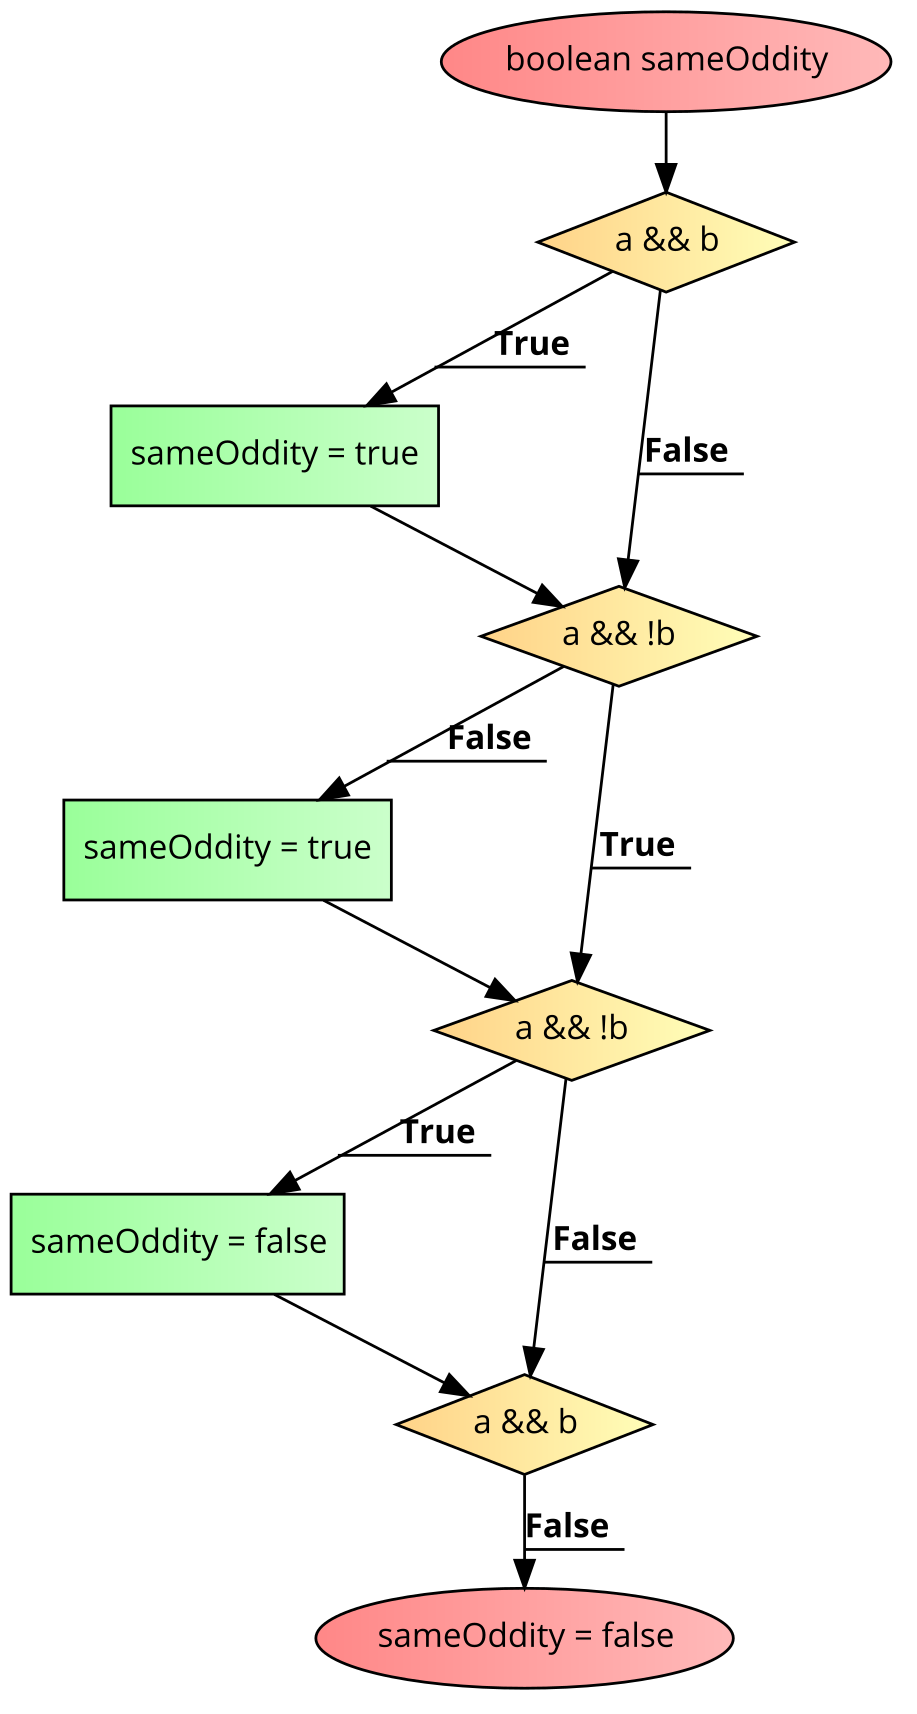 boolean sameOddity
a && b
True
False
sameOddity = true
a && !b
False
True
sameOddity = true
a && !b
True
False
sameOddity = false
a && b
False
sameOddity = false